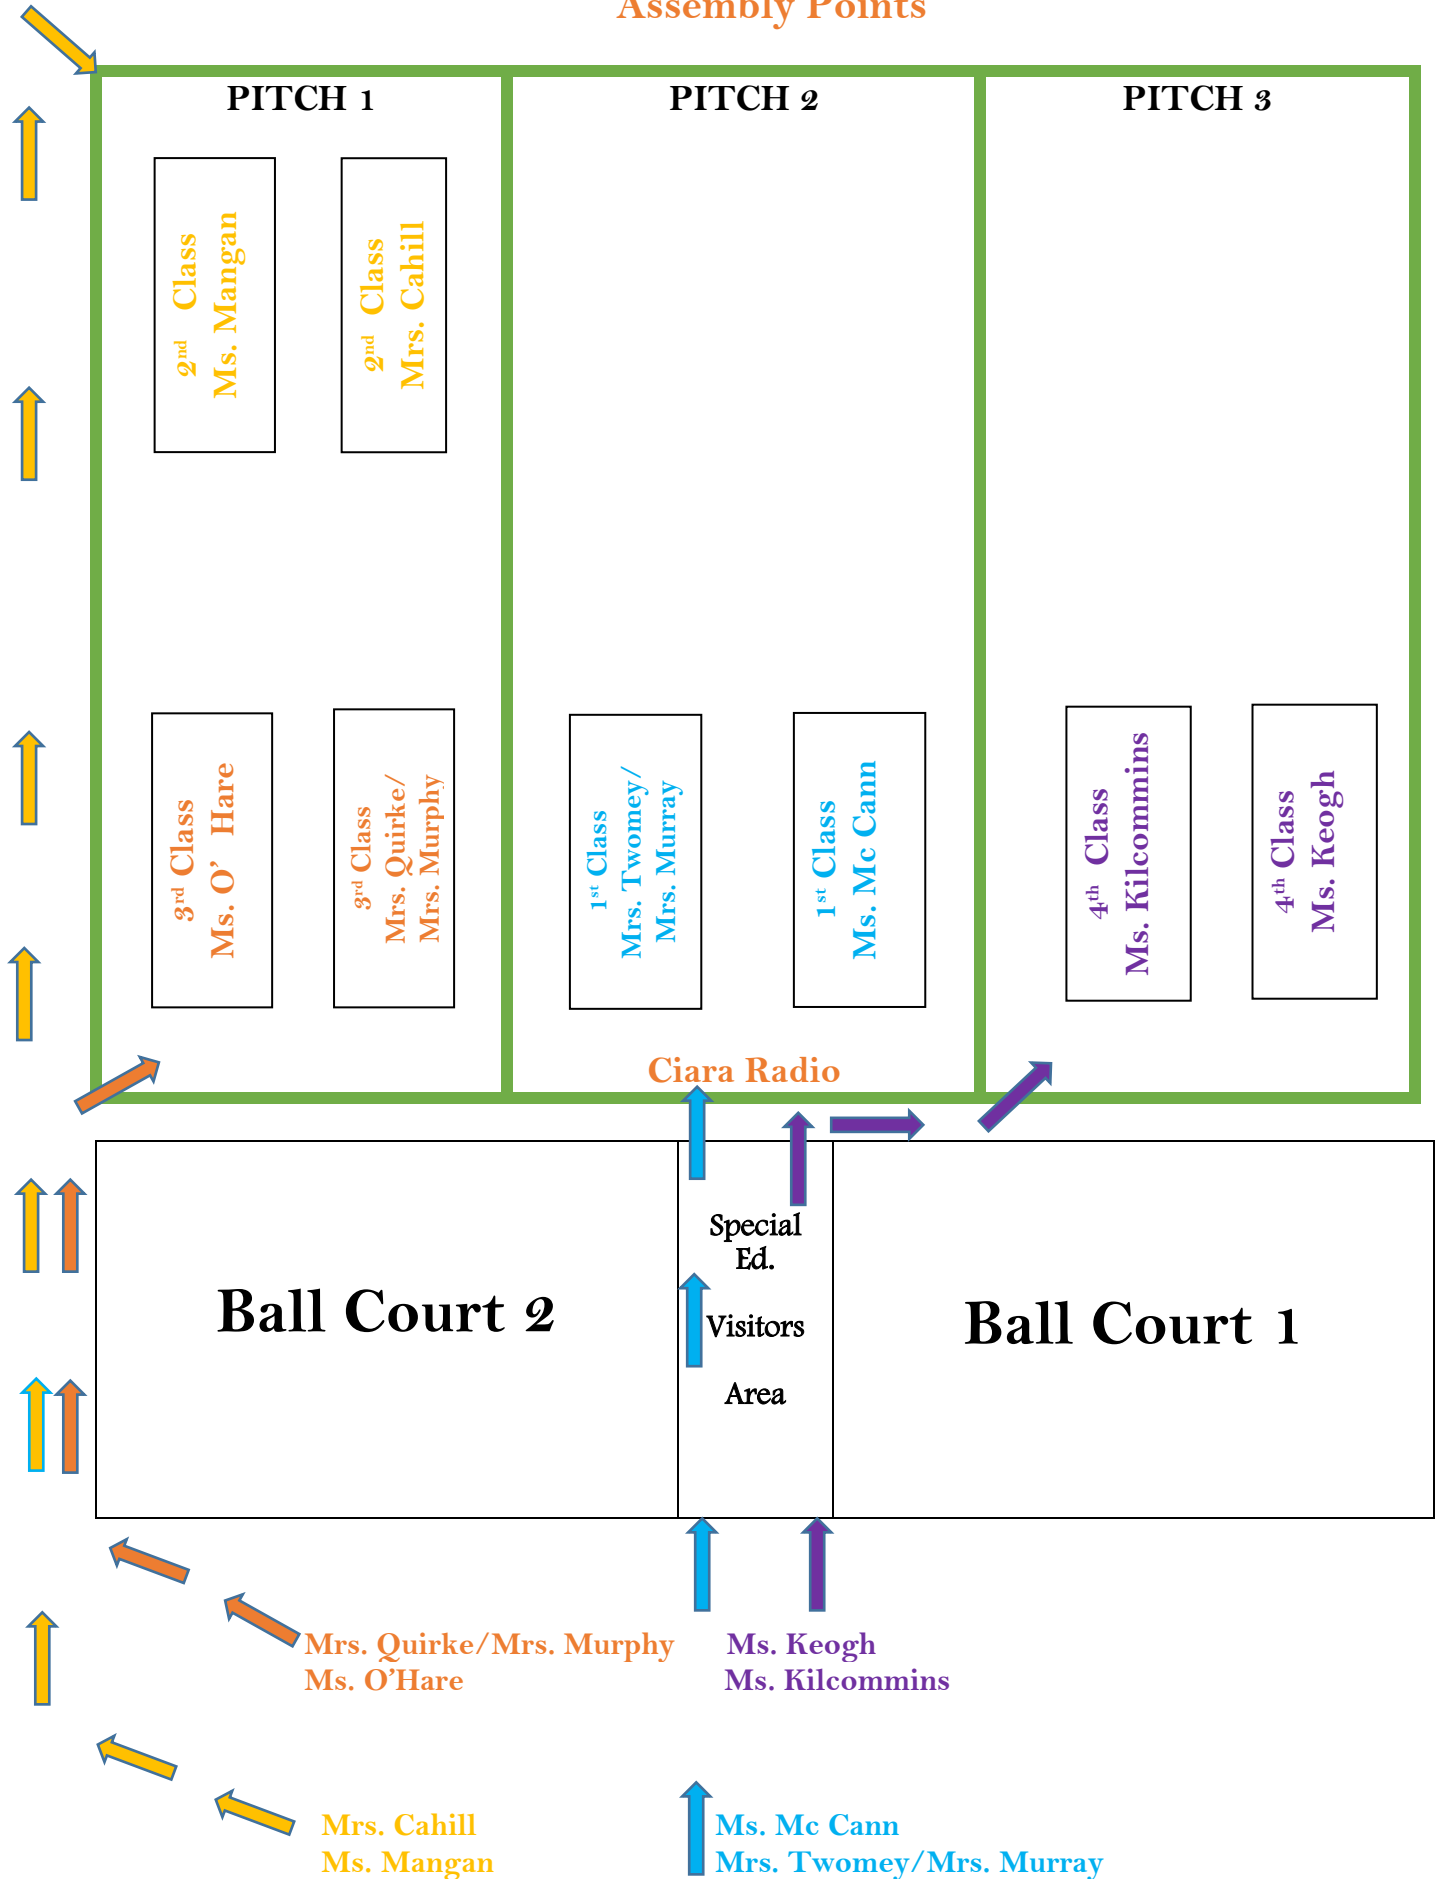 Assembly Points
PITCH 1
PITCH 2
PITCH 3
2nd Class
Ms. Mangan
2nd Class
Mrs. Cahill
3rd Class
Ms. O’ Hare
3rd Class
Mrs. Quirke/
Mrs. Murphy
1st Class
Mrs. Twomey/
Mrs. Murray
1st Class
Ms. Mc Cann
4th Class
Ms. Kilcommins
4th Class
Ms. Keogh
Ciara Radio
Ball Court 2
Special
Ed.
Visitors
Area
Ball Court 1
Mrs. Quirke/Mrs. Murphy
Ms. O’Hare
Ms. Keogh
Ms. Kilcommins
Mrs. Cahill
Ms. Mangan
Ms. Mc Cann
Mrs. Twomey/Mrs. Murray